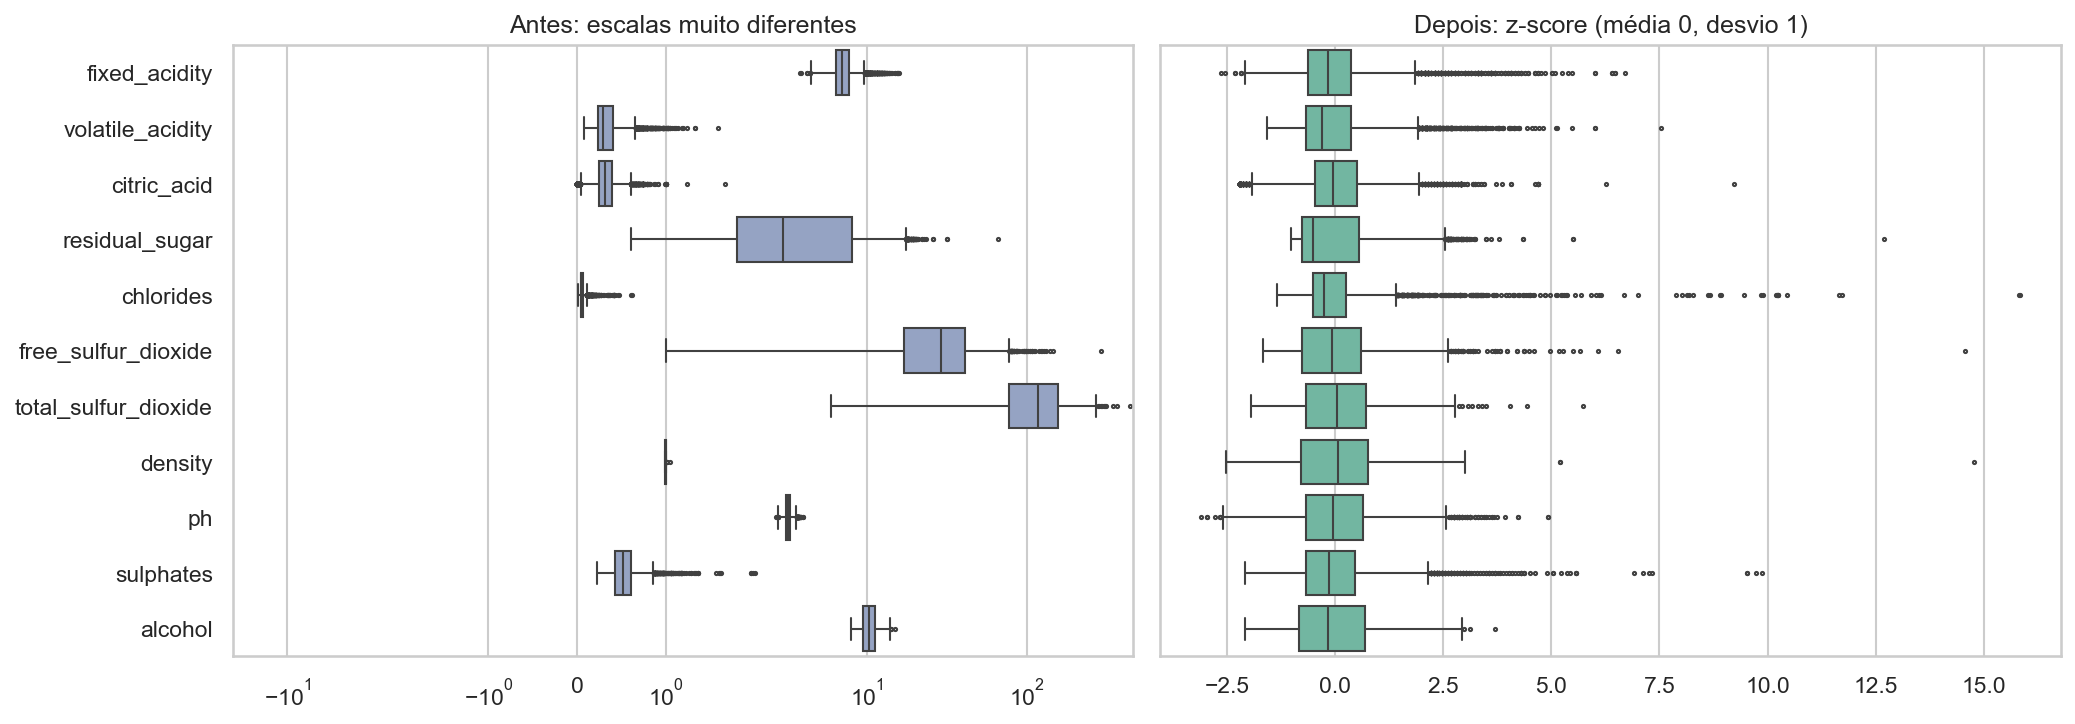 Antes: escalas muito diferentes
Depois: z-score (média 0, desvio 1)
fixed_acidity
volatile_acidity
citric_acid
residual_sugar
chlorides
free_sulfur_dioxide
total_sulfur_dioxide
density
ph
sulphates
alcohol
−10¹ −10⁰ 0 10⁰ 10¹ 10²
−2.5 0.0 2.5 5.0 7.5 10.0 12.5 15.0